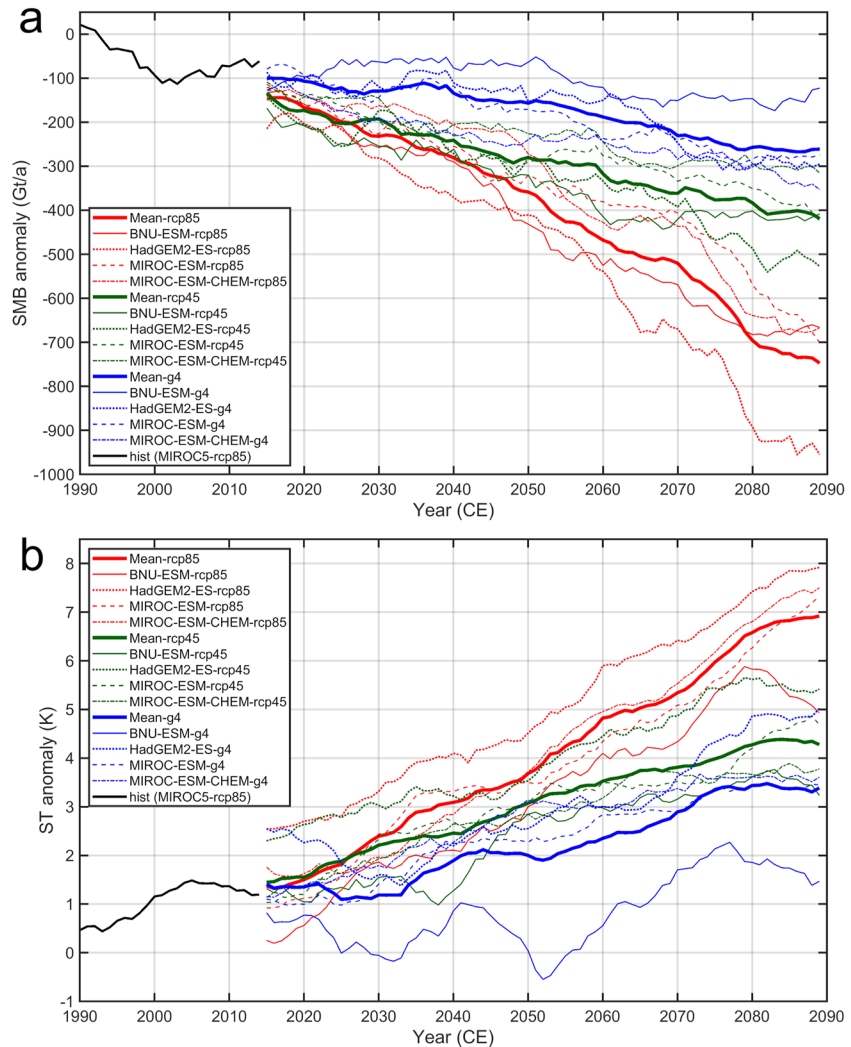 a
0
-100
-200
-300
-400
-500
-600
-700
-800
-900
-1000
SMB anomaly (Gt/a)
Mean-rcp85
BNU-ESM-rcp85
HadGEM2-ES-rcp85
MIROC-ESM-rcp85
MIROC-ESM-CHEM-rcp85
Mean-rcp45
BNU-ESM-rcp45
HadGEM2-ES-rcp45
MIROC-ESM-rcp45
MIROC-ESM-CHEM-rcp45
Mean-g4
BNU-ESM-g4
HadGEM2-ES-g4
MIROC-ESM-g4
MIROC-ESM-CHEM-g4
hist (MIROC5-rcp85)
1990 2000 2010 2020 2030 2040 2050 2060 2070 2080 2090
Year (CE)
b
8
7
6
5
4
3
2
1
0
-1
ST anomaly (K)
Mean-rcp85
BNU-ESM-rcp85
HadGEM2-ES-rcp85
MIROC-ESM-rcp85
MIROC-ESM-CHEM-rcp85
Mean-rcp45
BNU-ESM-rcp45
HadGEM2-ES-rcp45
MIROC-ESM-rcp45
MIROC-ESM-CHEM-rcp45
Mean-g4
BNU-ESM-g4
HadGEM2-ES-g4
MIROC-ESM-g4
MIROC-ESM-CHEM-g4
hist (MIROC5-rcp85)
1990 2000 2010 2020 2030 2040 2050 2060 2070 2080 2090
Year (CE)